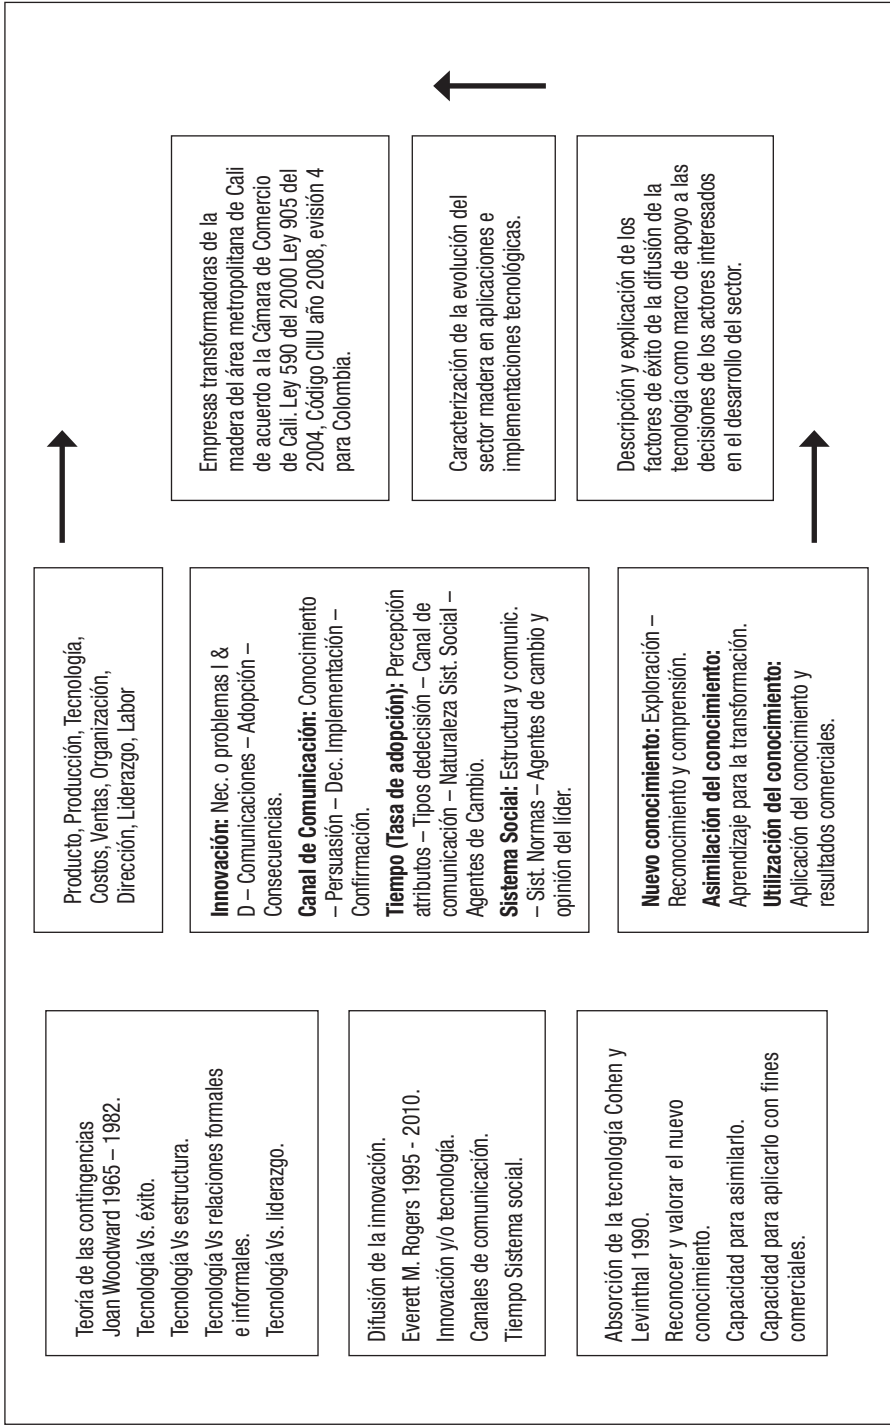 Teoría de las contingencias
Joan Woodward 1965 – 1982.
Tecnología Vs. éxito.
Tecnología Vs estructura.
Tecnología Vs relaciones formales
e informales.
Tecnología Vs. liderazgo.
Difusión de la innovación.
Everett M. Rogers 1995 - 2010.
Innovación y/o tecnología.
Canales de comunicación.
Tiempo Sistema social.
Absorción de la tecnología Cohen y
Levinthal 1990.
Reconocer y valorar el nuevo
conocimiento.
Capacidad para asimilarlo.
Capacidad para aplicarlo con fines
comerciales.
Producto, Producción, Tecnología,
Costos, Ventas, Organización,
Dirección, Liderazgo, Labor
Innovación: Nec. o problemas I &
D – Comunicaciones – Adopción –
Consecuencias.
Canal de Comunicación: Conocimiento
– Persuasión – Dec. Implementación –
Confirmación.
Tiempo (Tasa de adopción): Percepción
atributos – Tipos dedecisión – Canal de
comunicación – Naturaleza Sist. Social –
Agentes de Cambio.
Sistema Social: Estructura y comunic.
– Sist. Normas – Agentes de cambio y
opinión del líder.
Nuevo conocimiento: Exploración –
Reconocimiento y comprensión.
Asimilación del conocimiento:
Aprendizaje para la transformación.
Utilización del conocimiento:
Aplicación del conocimiento y
resultados comerciales.
Empresas transformadoras de la
madera del área metropolitana de Cali
de acuerdo a la Cámara de Comercio
de Cali. Ley 590 del 2000 Ley 905 del
2004, Código CIIU año 2008, evisión 4
para Colombia.
Caracterización de la evolución del
sector madera en aplicaciones e
implementaciones tecnológicas.
Descripción y explicación de los
factores de éxito de la difusión de la
tecnología como marco de apoyo a las
decisiones de los actores interesados
en el desarrollo del sector.